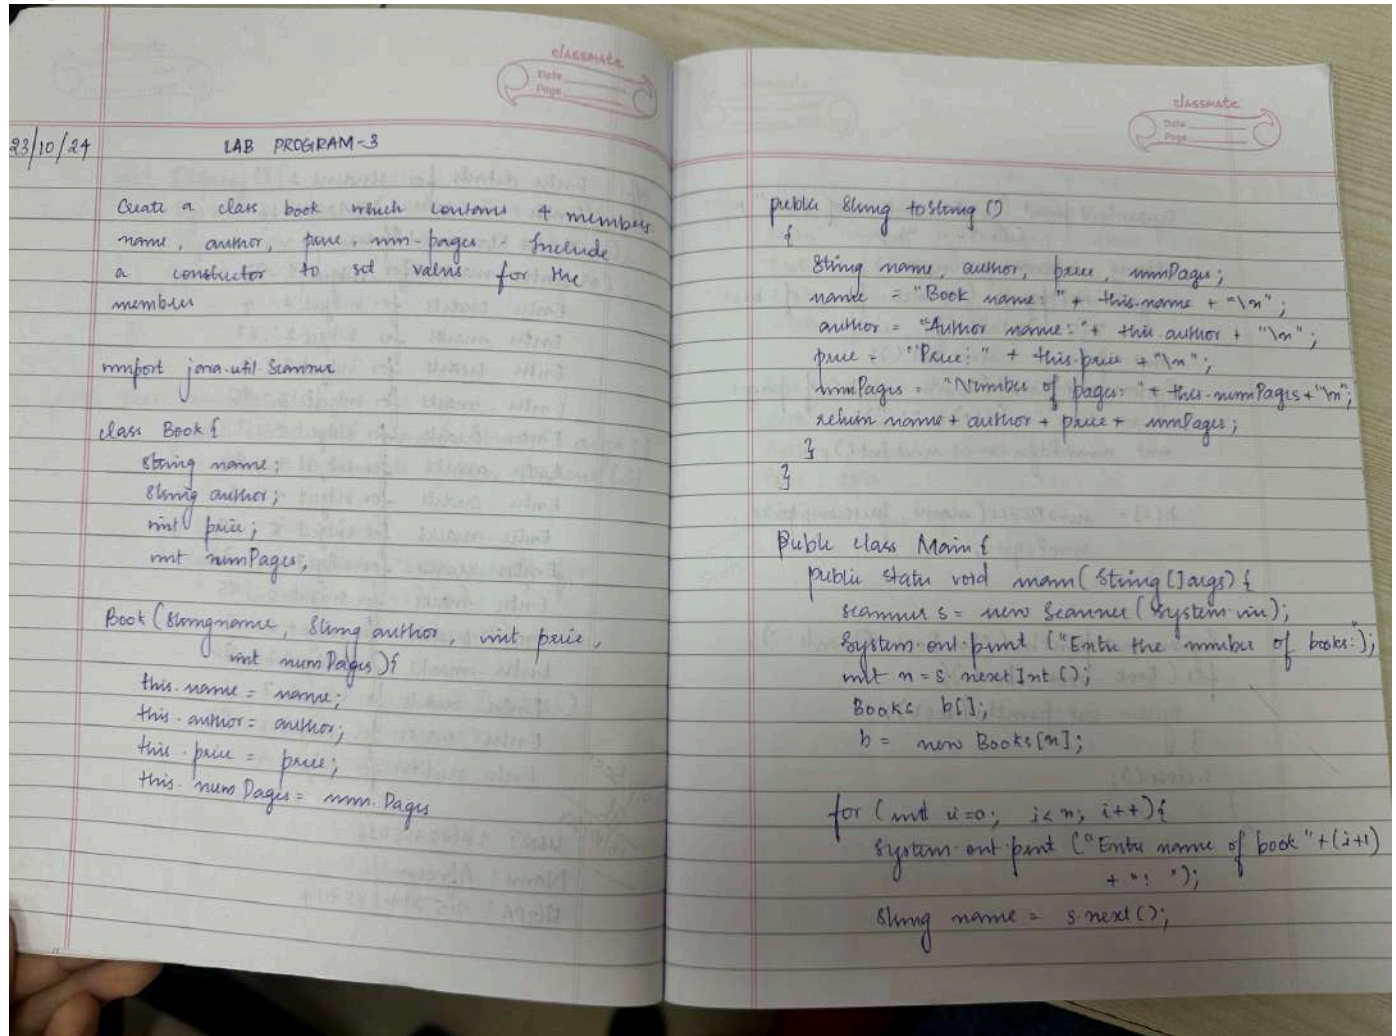 classmate
Date
Page
23/10/24
LAB PROGRAM-3
Create a class book which contains 4 members
name, author, price, num-pages. Include
a constructor to set values for the
members
import java.util.Scanner
class Book {
string name;
String author;
int price;
int numPages;
Book (String name, String author, int price,
int numPages) {
this.name = name;
this.author = author;
this.price = price;
this.numPages = num.Pages
classmate
Date
Page
public String toString ()
{
String name, author, price, numPages;
name = "Book name: " + this.name + "\n";
author = "Author name: " + this.author + "\n";
price = "Price: " + this.price + "\n";
numPages = "Number of pages: " + this.numPages + "\n";
return name + author + price + numPages;
}
}
Public class Main {
public static void main (String [] args) {
scanner s = new Scanner (System.in);
System.out.print ("Enter the number of books:");
int n = s.nextInt ();
Books b[];
b = new Books [n];
for (int i=0; i<n; i++) {
System.out.print ("Enter name of book " + (i+1)
+ ": ");
String name = s.next ();